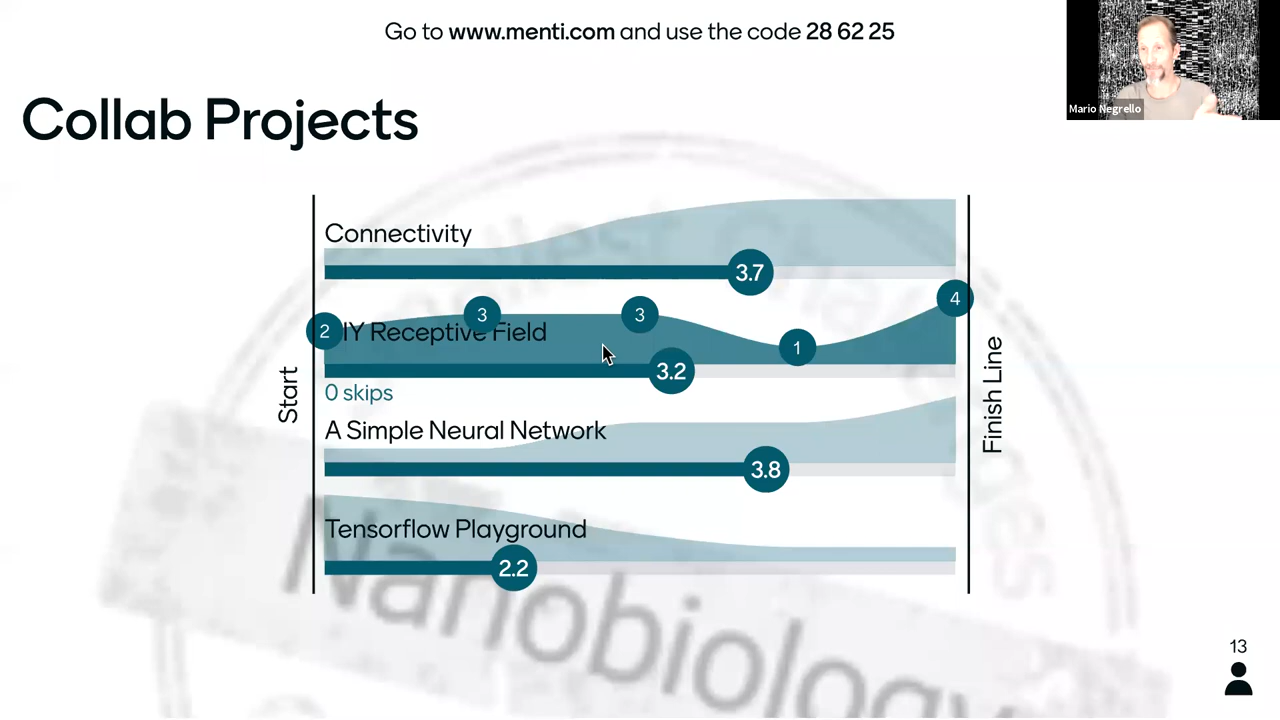 Go to www.menti.com and use the code 28 62 25
Mario Negrello
Collab Projects
Connectivity
3.7
2
3
3
1
4
IY Receptive Field
3.2
0 skips
A Simple Neural Network
3.8
Tensorflow Playground
2.2
Start
Finish Line
Nanobiology
13